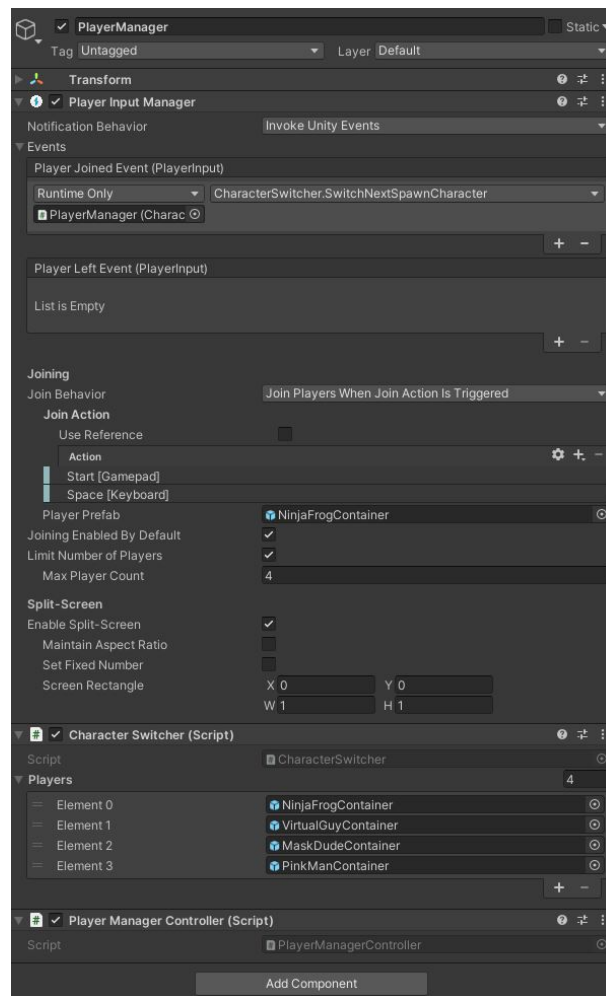 PlayerManager Static
Tag Untagged Layer Default
Transform
Player Input Manager
Notification Behavior Invoke Unity Events
Events
Player Joined Event (PlayerInput)
Runtime Only CharacterSwitcher.SwitchNextSpawnCharacter
PlayerManager (Charac
+ -
Player Left Event (PlayerInput)
List is Empty
+ -
Joining
Join Behavior Join Players When Join Action Is Triggered
Join Action
Use Reference
Action
Start [Gamepad]
Space [Keyboard]
Player Prefab NinjaFrogContainer
Joining Enabled By Default
Limit Number of Players
Max Player Count 4
Split-Screen
Enable Split-Screen
Maintain Aspect Ratio
Set Fixed Number
Screen Rectangle X 0 Y 0
W 1 H 1
# Character Switcher (Script)
Script CharacterSwitcher
Players 4
Element 0 NinjaFrogContainer
Element 1 VirtualGuyContainer
Element 2 MaskDudeContainer
Element 3 PinkManContainer
+ -
# Player Manager Controller (Script)
Script PlayerManagerController
Add Component